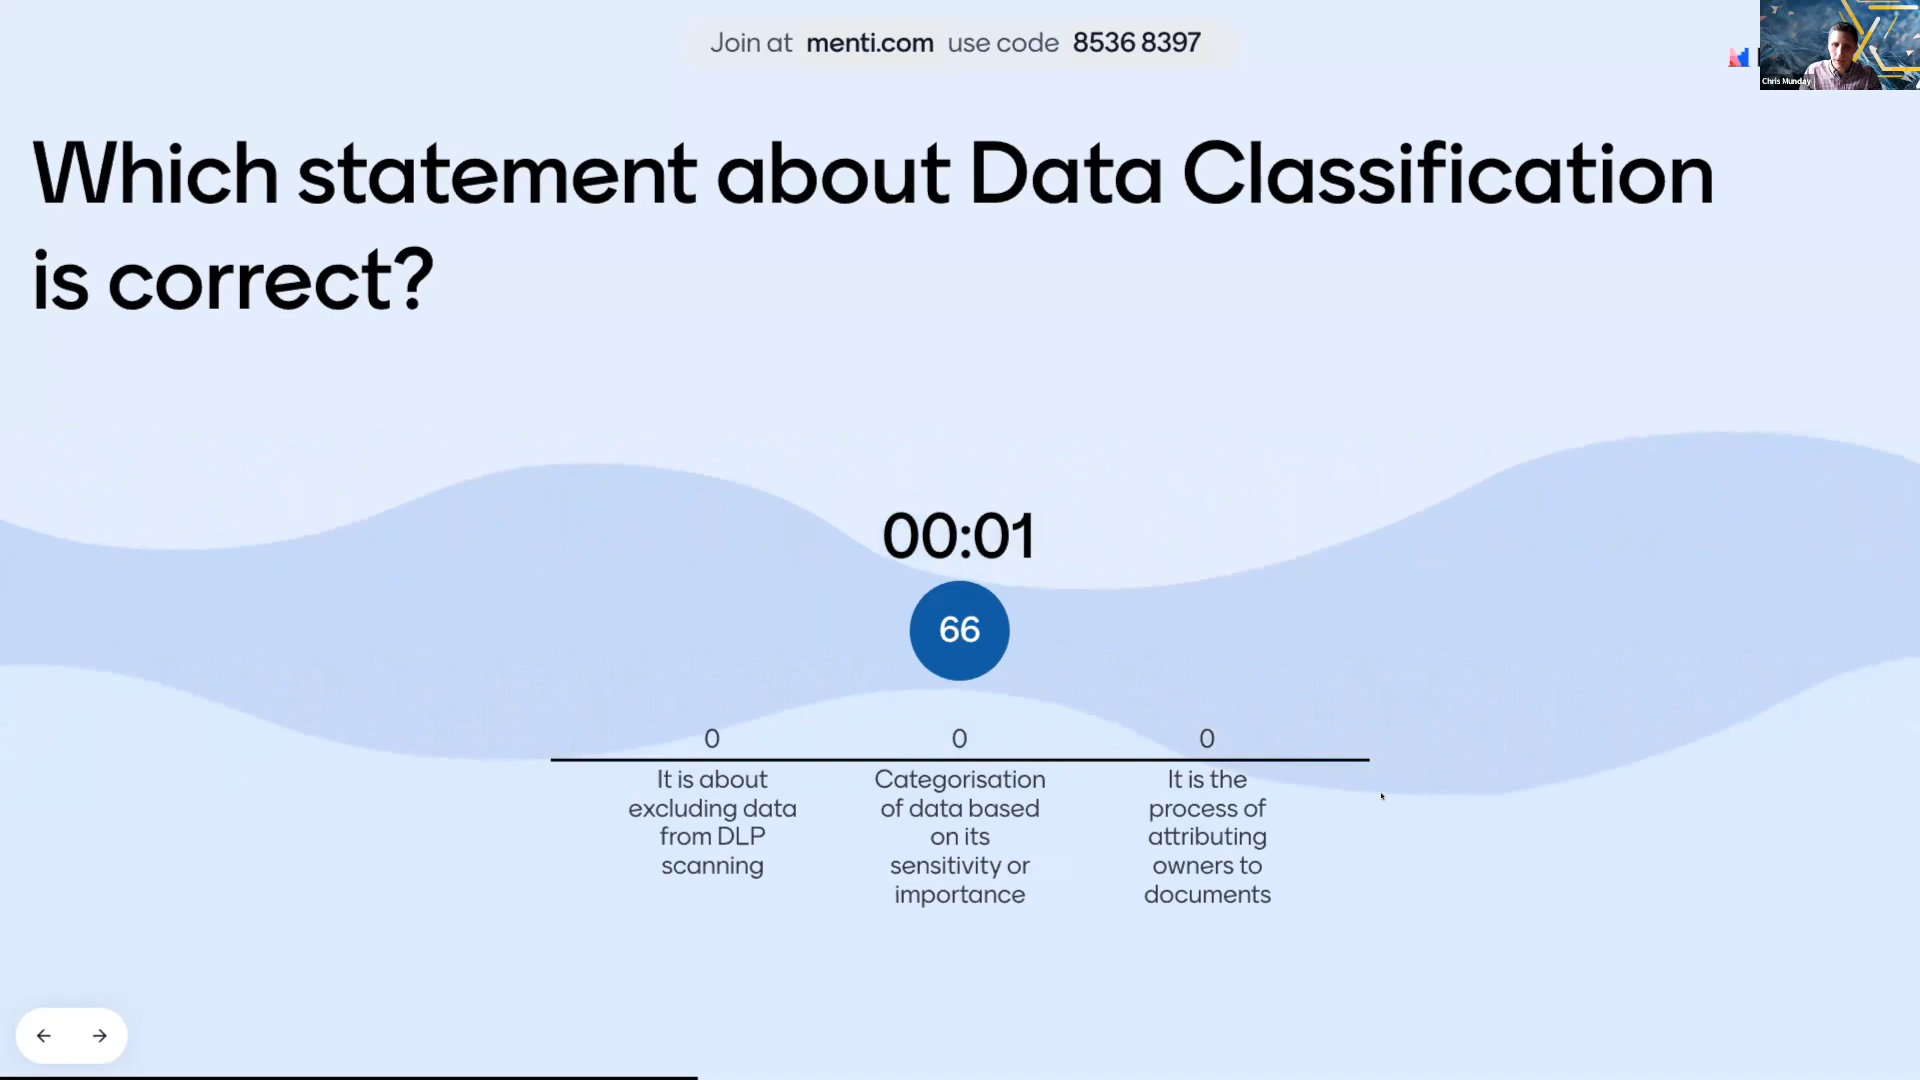 Join at menti.com use code 8536 8397
Chris Munday
Which statement about Data Classification
is correct?
00:01
66
0
0
0
It is about
excluding data
from DLP
scanning
Categorisation
of data based
on its
sensitivity or
importance
It is the
process of
attributing
owners to
documents